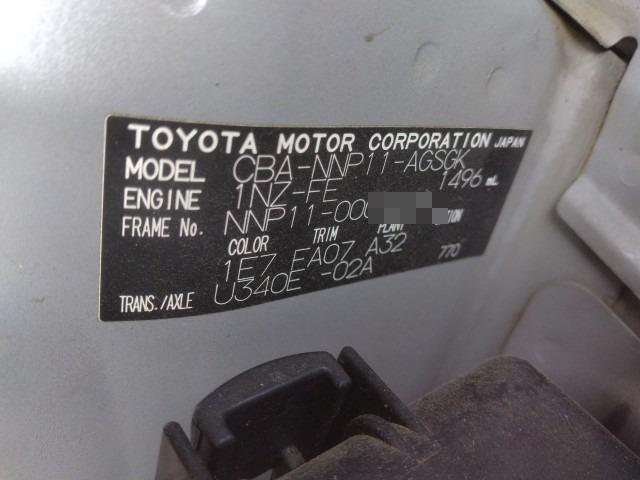 TOYOTA MOTOR CORPORATION JAPAN
MODEL CBA-NNP11-AGSGK
ENGINE 1NZ-FE 1496 mL
FRAME No. NNP11-00
COLOR TRIM PLANT
1E7 FA07 A32 770
TRANS./AXLE U340E -02A